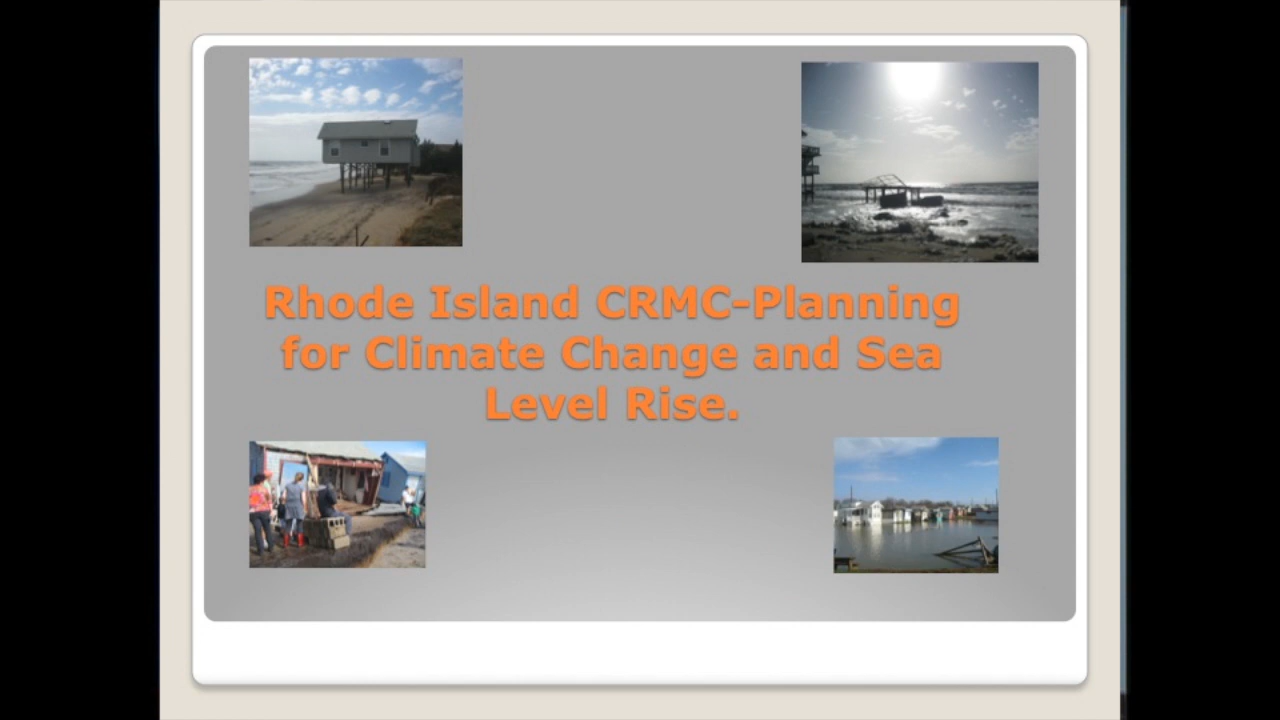 Rhode Island CRMC-Planning
for Climate Change and Sea
Level Rise.